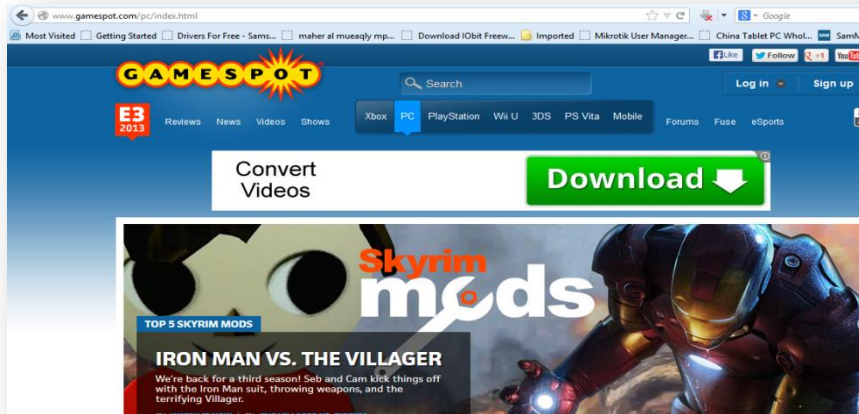 www.gamespot.com/pc/index.html
Google
Most Visited Getting Started Drivers For Free - Sams... maher al mueaqly mp... Download IObit Freew... Imported Mikrotik User Manager... China Tablet PC Whol...
Like Follow +1 You
GAMESPOT
Search
Log in Sign up
E3
2013
Reviews News Videos Shows Xbox PC PlayStation Wii U 3DS PS Vita Mobile Forums Fuse eSports
Convert
Videos
Download
Skyrim
mods
TOP 5 SKYRIM MODS
IRON MAN VS. THE VILLAGER
We're back for a third season! Seb and Cam kick things off
with the Iron Man suit, throwing weapons, and the
terrifying Villager.